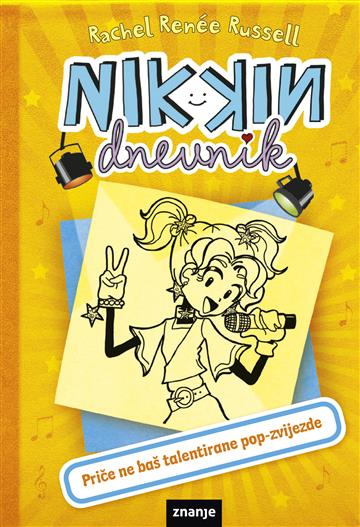 Rachel Renée Russell
NIKKIN
dnevnik
Priče ne baš talentirane pop-zvijezde
znanje